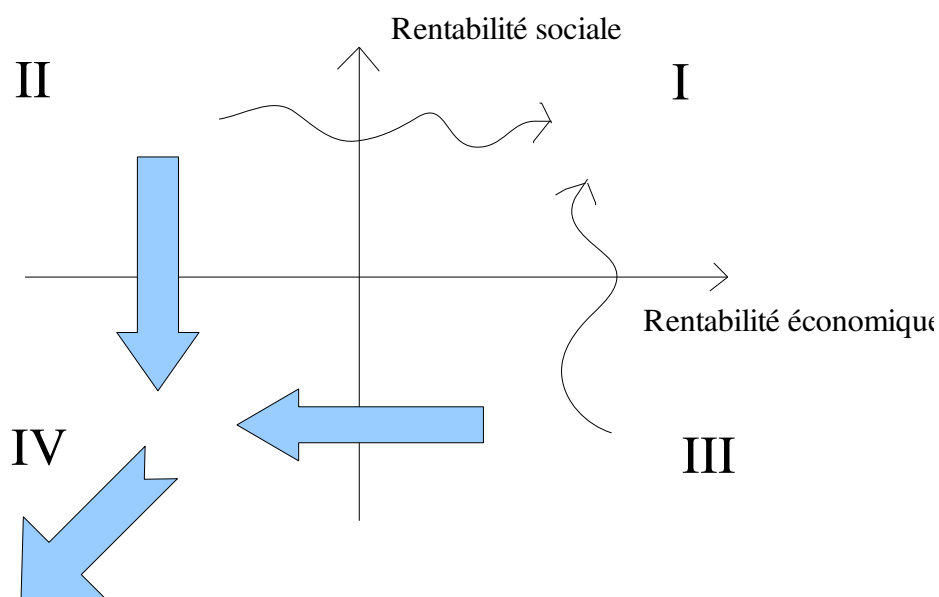 Rentabilité sociale
II
I
Rentabilité économique
IV
III